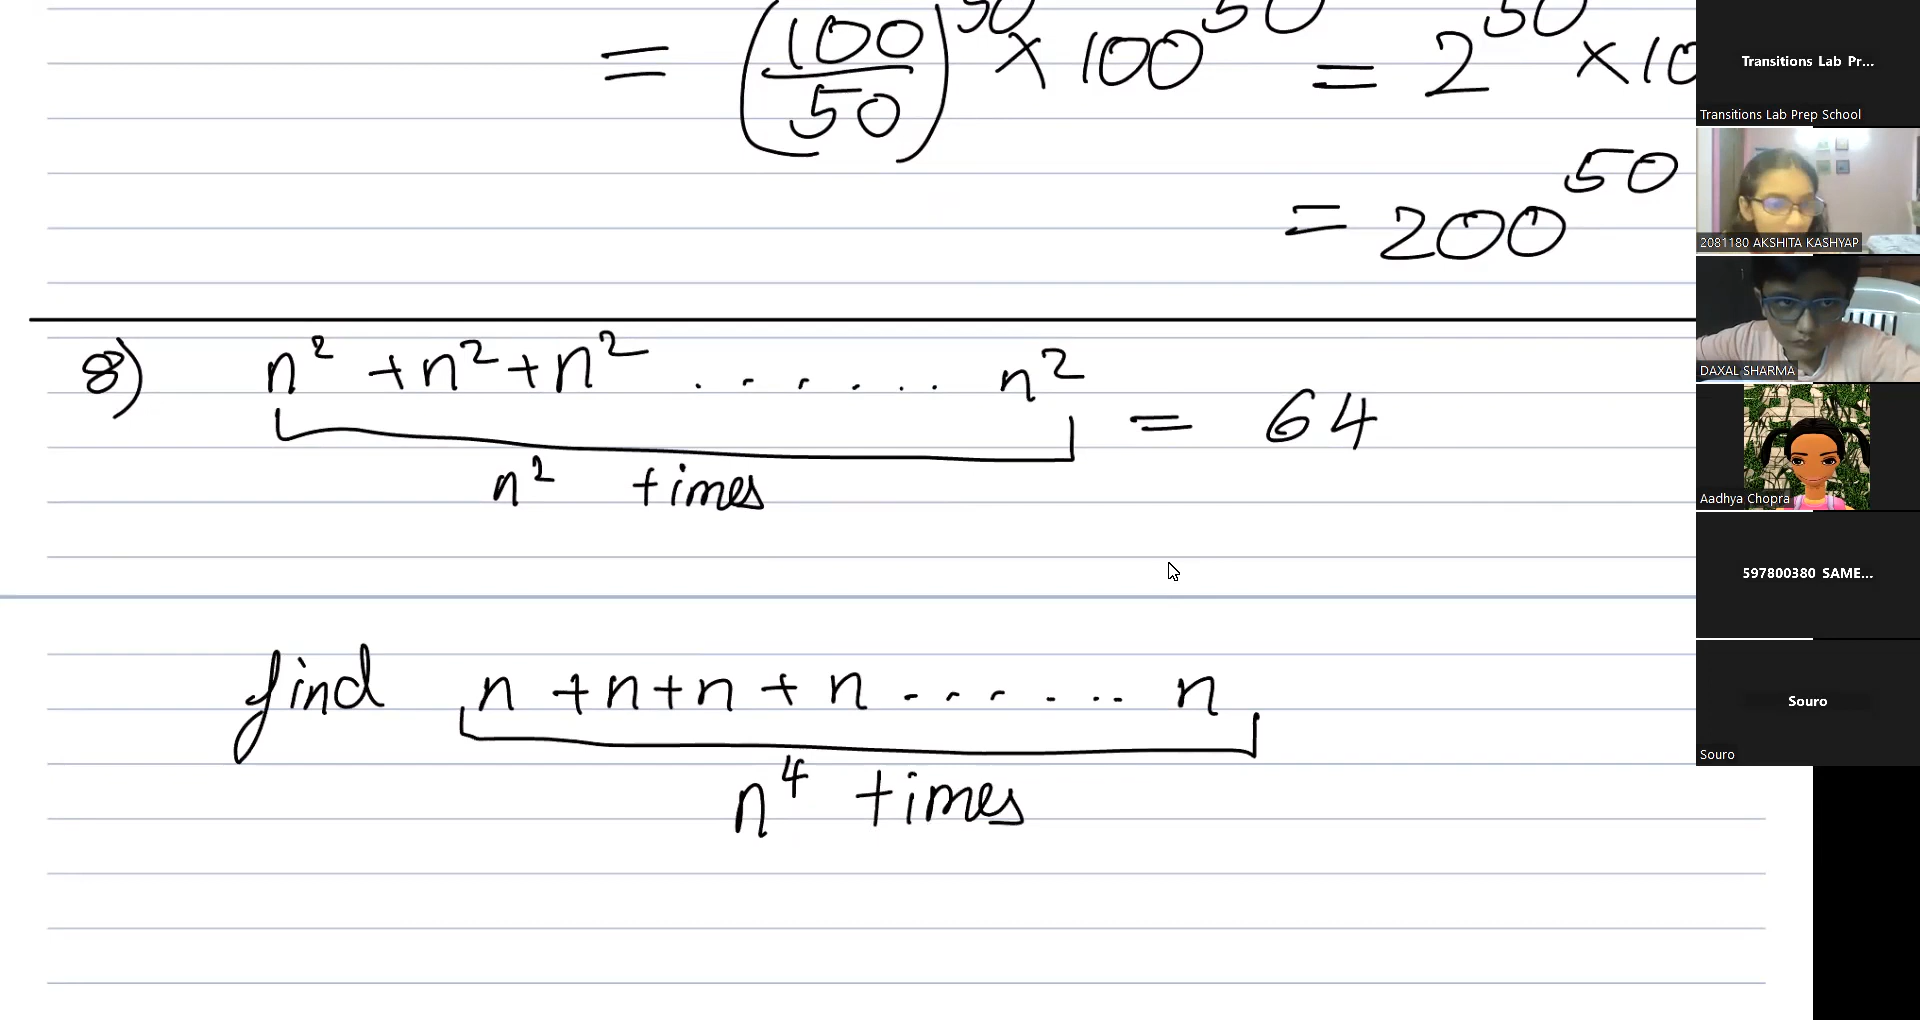 = (100/50)^50 × 100^50 = 2^50 × 10
= 200^50
8) n² + n² + n² . . . . . . . n² = 64
n² times
find n + n + n + n . . . . . . . n
n⁴ times
Transitions Lab Pr...
Transitions Lab Prep School
2081180 AKSHITA KASHYAP
DAXAL SHARMA
Aadhya Chopra
597800380 SAME...
Souro
Souro